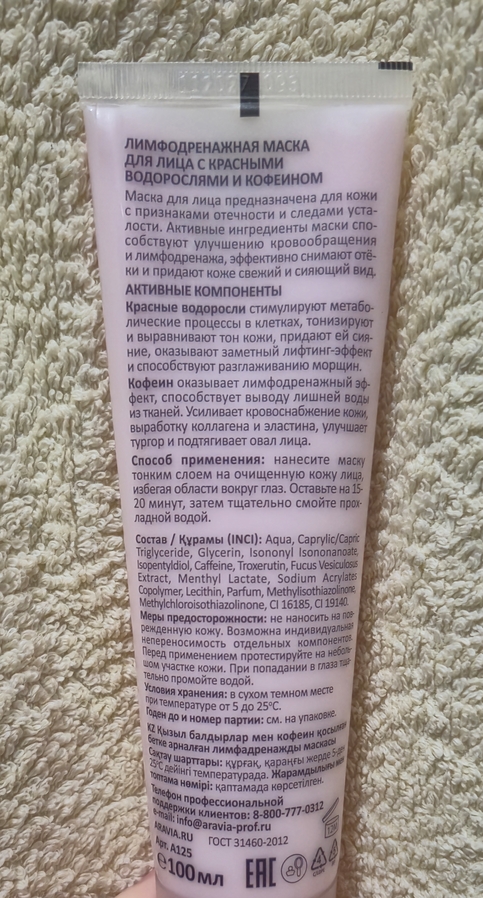 ЛИМФОДРЕНАЖНАЯ МАСКА
ДЛЯ ЛИЦА С КРАСНЫМИ
ВОДОРОСЛЯМИ И КОФЕИНОМ
Маска для лица предназначена для кожи
с признаками отечности и следами уста-
лости. Активные ингредиенты маски спо-
собствуют улучшению кровообращения
и лимфодренажа, эффективно снимают отё-
ки и придают коже свежий и сияющий вид.
АКТИВНЫЕ КОМПОНЕНТЫ
Красные водоросли стимулируют метабо-
лические процессы в клетках, тонизируют
и выравнивают тон кожи, придают ей сия-
ние, оказывают заметный лифтинг-эффект
и способствуют разглаживанию морщин.
Кофеин оказывает лимфодренажный эф-
фект, способствует выводу лишней воды
из тканей. Усиливает кровоснабжение кожи,
выработку коллагена и эластина, улучшает
тургор и подтягивает овал лица.
Способ применения: нанесите маску
тонким слоем на очищенную кожу лица,
избегая области вокруг глаз. Оставьте на 15-
20 минут, затем тщательно смойте прох-
ладной водой.
Состав / Құрамы (INCI): Aqua, Caprylic/Capric
Triglyceride, Glycerin, Isononyl Isononanoate,
Isopentyldiol, Caffeine, Troxerutin, Fucus Vesiculosus
Extract, Menthyl Lactate, Sodium Acrylates
Copolymer, Lecithin, Parfum, Methylisothiazolinone,
Methylchloroisothiazolinone, CI 16185, CI 19140.
Меры предосторожности: не наносить на пов-
режденную кожу. Возможна индивидуальная
непереносимость отдельных компонентов.
Перед применением протестируйте на неболь-
шом участке кожи. При попадании в глаза тща-
тельно промойте водой.
Условия хранения: в сухом темном месте
при температуре от 5 до 25°С.
Годен до и номер партии: см. на упаковке.
KZ Қызыл балдырлар мен кофеин қосылған
бетке арналған лимфадренажды маскасы
Сақтау шарттары: құрғақ, қараңғы жерде 5-ден
25°С дейінгі температурада. Жарамдылығы мен
топтама нөмірі: қаптамада көрсетілген.
Телефон профессиональной
поддержки клиентов: 8-800-777-0312
e-mail: info@aravia-prof.ru
ARAVIA.RU ГОСТ 31460-2012
Арт. А125
℮100 мл EAC